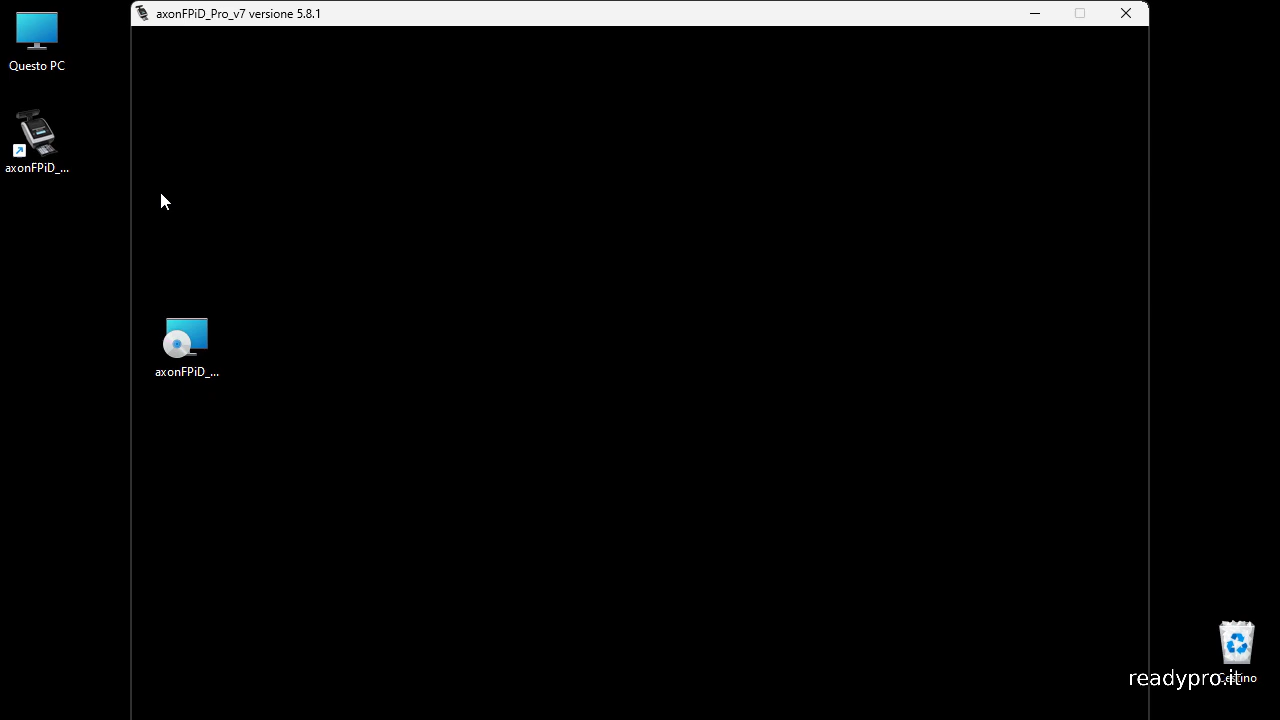 axonFPiD_Pro_v7 versione 5.8.1
Questo PC
axonFPiD_...
axonFPiD_...
readypro.it
Cestino